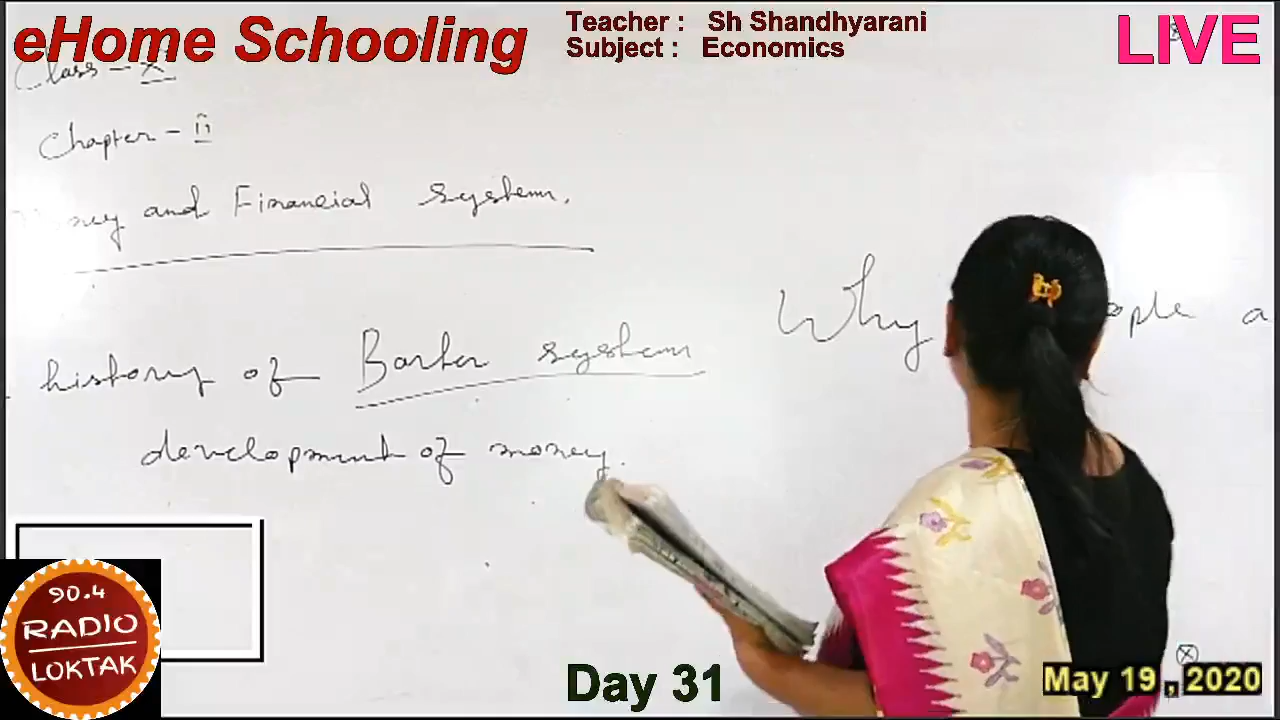 eHome Schooling
Teacher : Sh Shandhyarani
Subject : Economics
LIVE
Class - X
Chapter - ii
and Financial system.
history of Barter system
development of money.
Why
a
90.4
RADIO
LOKTAK
Day 31
May 19 , 2020